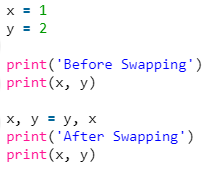 x = 1
y = 2
print('Before Swapping')
print(x, y)
x, y = y, x
print('After Swapping')
print(x, y)